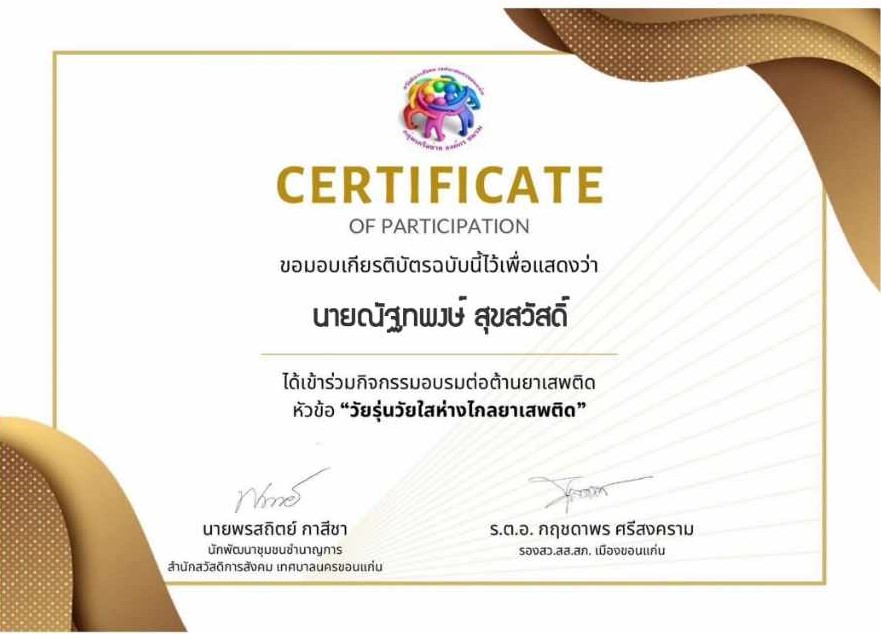 CERTIFICATE
OF PARTICIPATION
ขอมอบเกียรติบัตรฉบับนี้ไว้เพื่อแสดงว่า
นายณัฐทพงษ์ สุขสวัสดิ์
ได้เข้าร่วมกิจกรรมอบรมต่อต้านยาเสพติด
หัวข้อ “วัยรุ่นวัยใสห่างไกลยาเสพติด”
นายพรสถิตย์ กาสีชา
นักพัฒนาชุมชนชำนาญการ
สำนักสวัสดิการสังคม เทศบาลนครขอนแก่น
ร.ต.อ. กฤชดาพร ศรีสงคราม
รองสว.สส.สภ. เมืองขอนแก่น